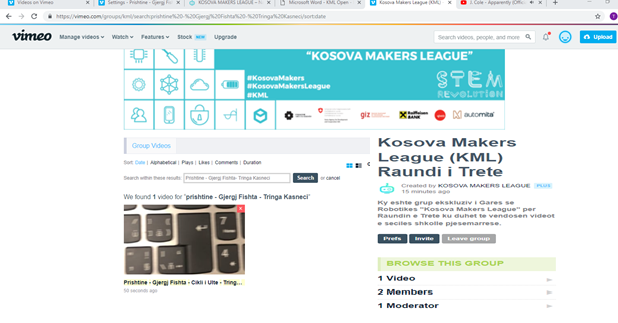 Videos on Vimeo
Settings - Prishtine - Gjergj Fi
KOSOVA MAKERS LEAGUE – F
Microsoft Word - KML Open
Kosova Makers League (KML)
J. Cole - Apparently (Offici
https://vimeo.com/groups/kml/search:prishtine%20-%20Gjergj%20Fishta%20-%20Tringa%20Kasneci/sort:date
vimeo
Manage videos
Watch
Features
Stock NEW
Upgrade
Search videos, people, and more
Upload
"KOSOVA MAKERS LEAGUE"
#KosovaMakers
#KosovaMakersLeague
#KML
STEM
REVOLUTION
giz
Raiffeisen
BANK
automita
Group Videos
Sort: Date | Alphabetical | Plays | Likes | Comments | Duration
Search within these results: Prishtine - Gjergj Fishta- Tringa Kasneci Search or cancel
We found 1 video for "prishtine - Gjergj Fishta - Tringa Kasneci"
Prishtine - Gjergj Fishta - Cikli i Ulte - Tring...
58 seconds ago
Kosova Makers
League (KML)
Raundi i Trete
Created by KOSOVA MAKERS LEAGUE PLUS
15 minutes ago
Ky eshte grup ekskluziv i Gares se
Robotikes "Kosova Makers League" per
Raundin e Trete ku duhet te vendosen videot
e seciles shkolle pjesemarrese.
Prefs
Invite
Leave group
BROWSE THIS GROUP
1 Video
2 Members
1 Moderator